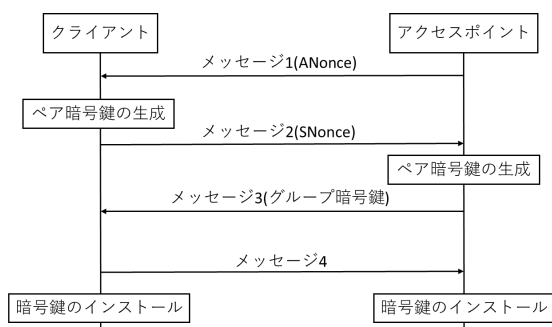 クライアント
アクセスポイント
メッセージ1(ANonce)
ペア暗号鍵の生成
メッセージ2(SNonce)
ペア暗号鍵の生成
メッセージ3(グループ暗号鍵)
メッセージ4
暗号鍵のインストール
暗号鍵のインストール